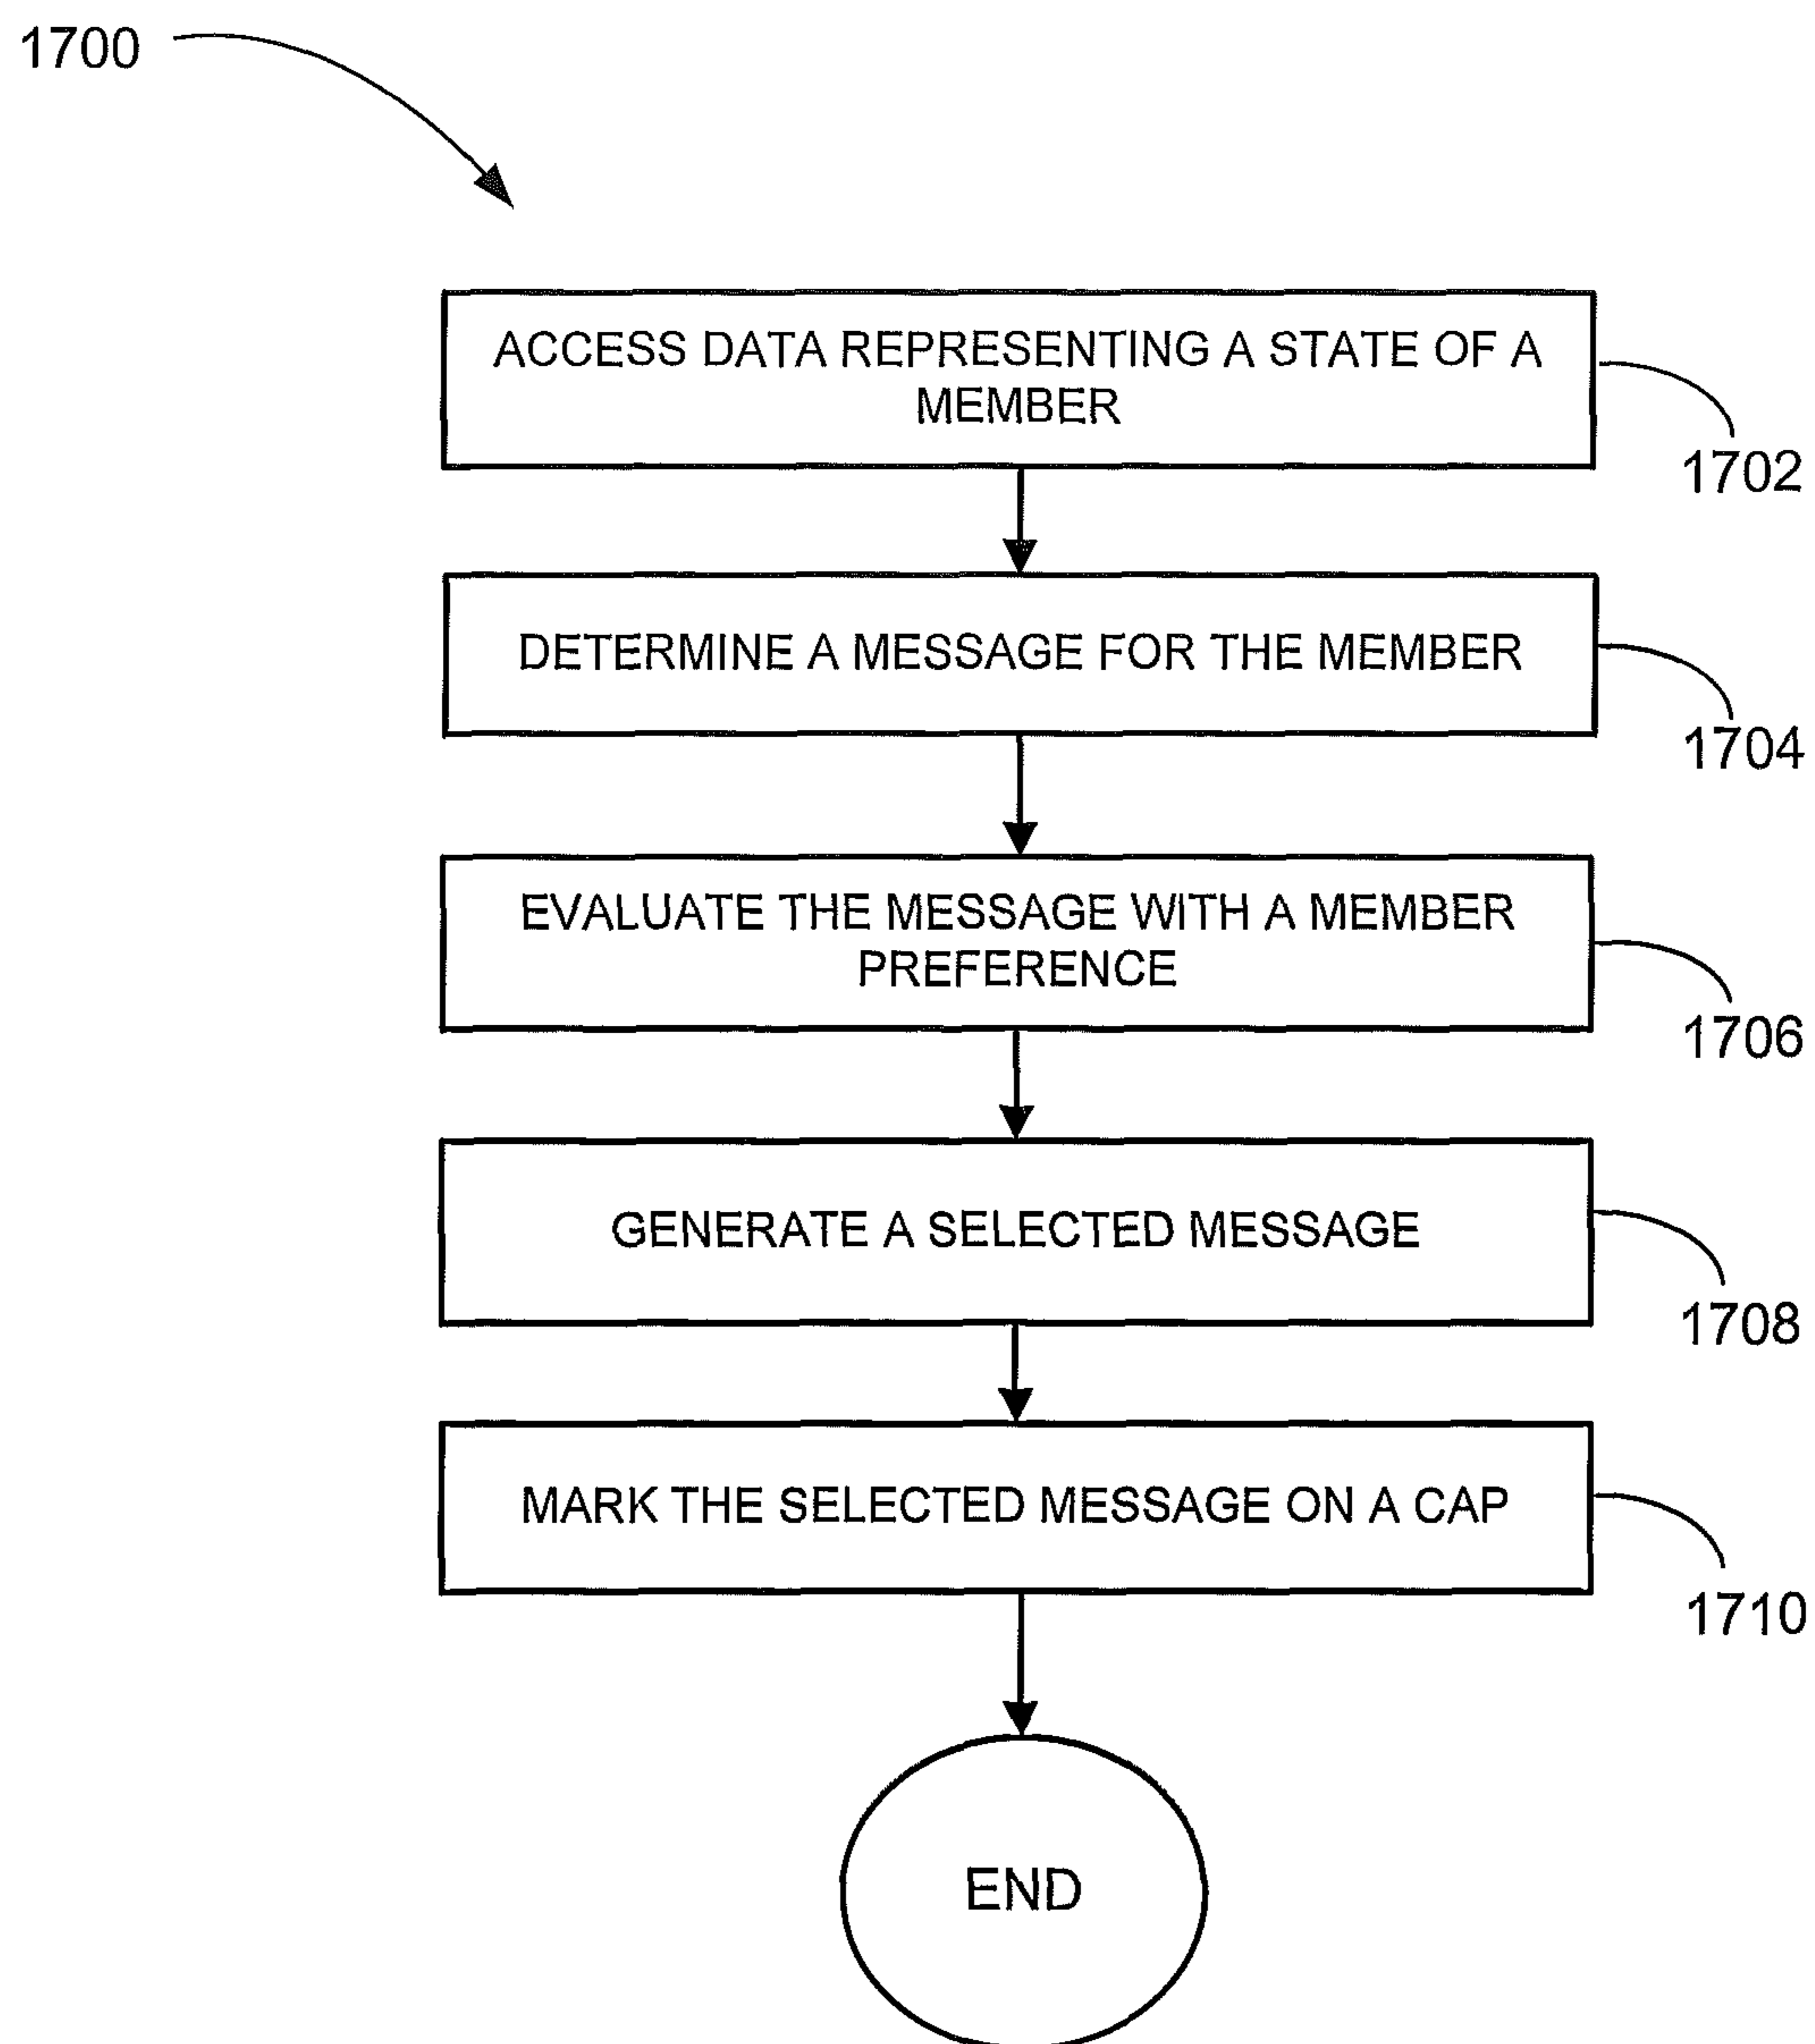 1700
ACCESS DATA REPRESENTING A STATE OF A
MEMBER
1702
DETERMINE A MESSAGE FOR THE MEMBER
1704
EVALUATE THE MESSAGE WITH A MEMBER
PREFERENCE
1706
GENERATE A SELECTED MESSAGE
1708
MARK THE SELECTED MESSAGE ON A CAP
1710
END